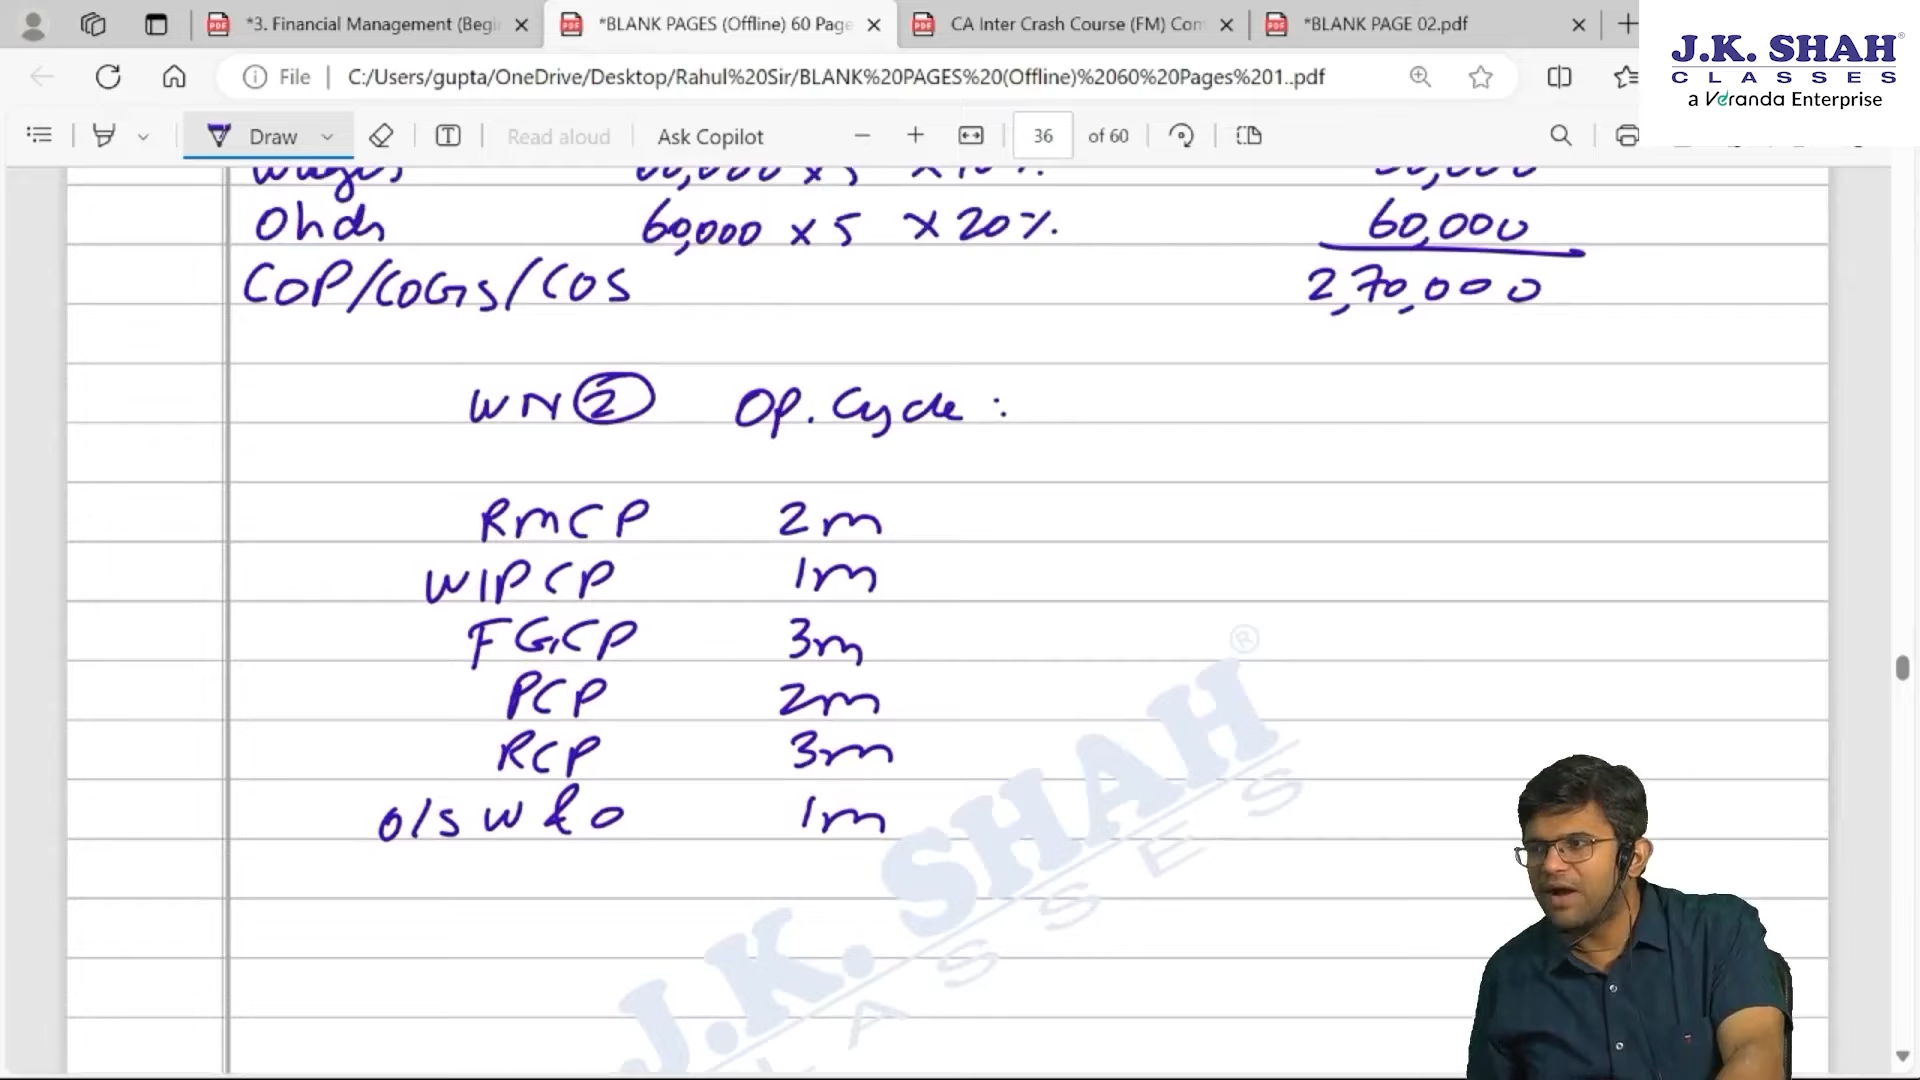 *3. Financial Management (Begi
*BLANK PAGES (Offline) 60 Page
CA Inter Crash Course (FM) Com
*BLANK PAGE 02.pdf
J.K. SHAH®
CLASSES
a Veranda Enterprise
File
C:/Users/gupta/OneDrive/Desktop/Rahul%20Sir/BLANK%20PAGES%20(Offline)%2060%20Pages%201..pdf
Draw
Read aloud
Ask Copilot
36 of 60
Ohds 60,000 x 5 x 20%. 60,000
COP/COGS/COS 2,70,000
WN 2 Op. Cycle :
RMCP 2m
WIPCP 1m
FGCP 3m
PCP 2m
RCP 3m
O/S W & O 1m
J.K. SHAH®
CLASSES